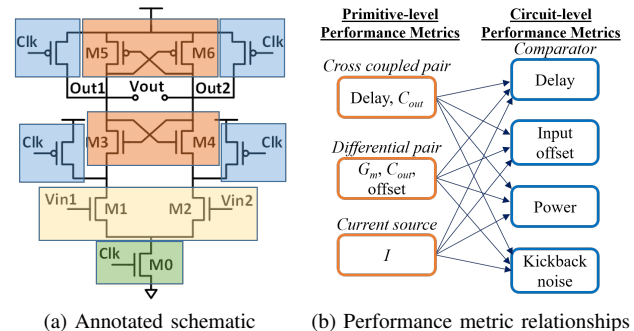 Clk
M5
M6
Clk
Out1
Vout
Out2
Clk
M3
M4
Clk
Vin1
M1
M2
Vin2
Clk
M0
(a) Annotated schematic
Primitive-level
Performance Metrics
Circuit-level
Performance Metrics
Cross coupled pair
Delay, Cout
Differential pair
Gm, Cout,
offset
Current source
I
Comparator
Delay
Input
offset
Power
Kickback
noise
(b) Performance metric relationships